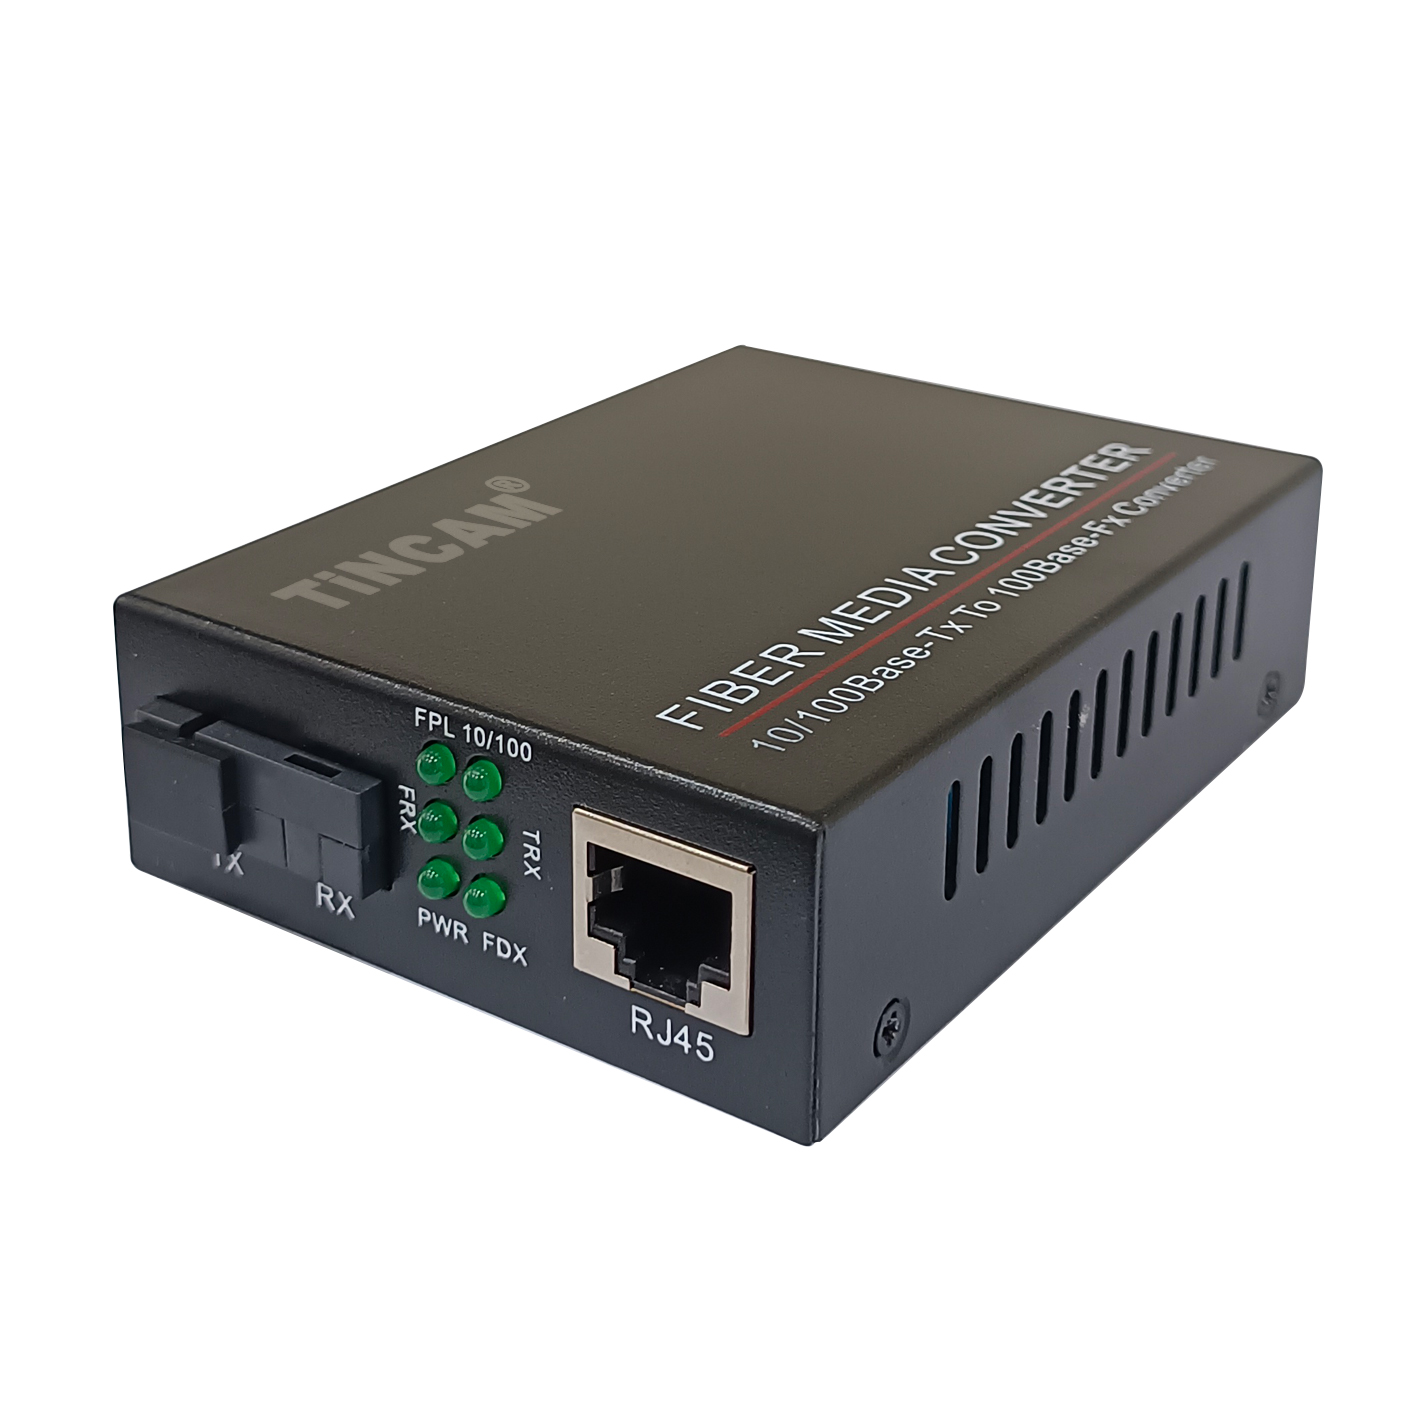 TiNCAM®
FIBER MEDIA CONVERTER
10/100Base-Tx To 100Base-Fx Converter
FPL 10/100
FRX
TRX
TX
RX
PWR FDX
RJ45